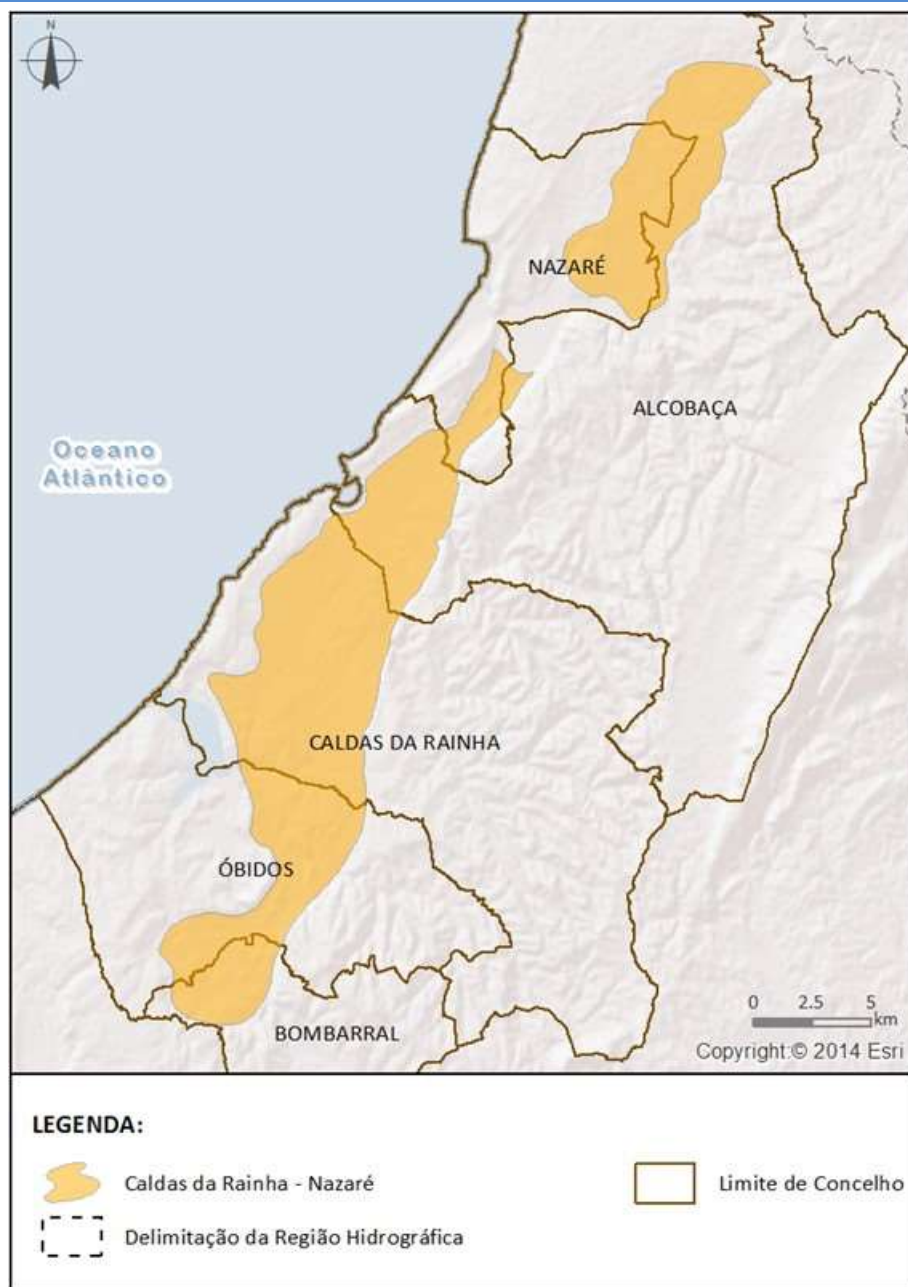 N
NAZARÉ
ALCOBAÇA
Oceano
Atlântico
CALDAS DA RAINHA
ÓBIDOS
BOMBARRAL
0 2.5 5
km
Copyright:© 2014 Esri
LEGENDA:
Caldas da Rainha - Nazaré
Limite de Concelho
Delimitação da Região Hidrográfica